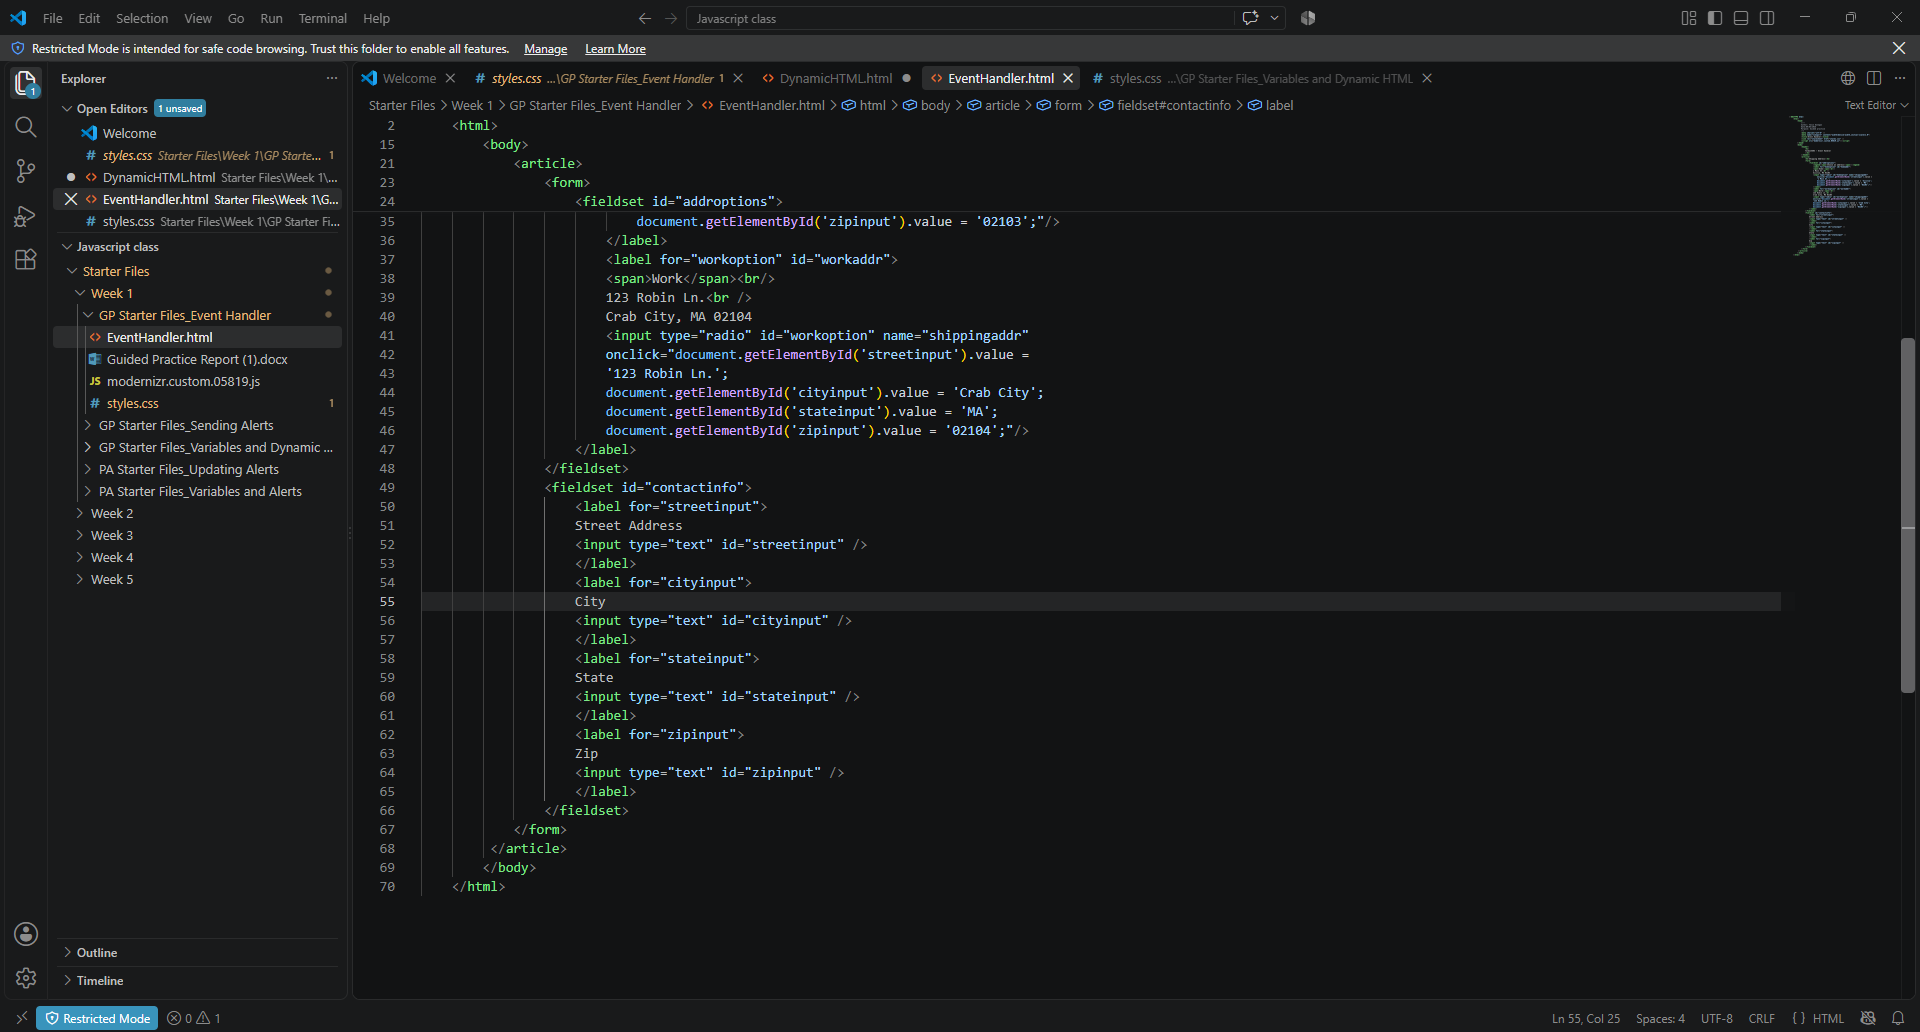 File Edit Selection View Go Run Terminal Help
Javascript class
Restricted Mode is intended for safe code browsing. Trust this folder to enable all features. Manage Learn More
1
Explorer
Open Editors 1 unsaved
Welcome
# styles.css Starter Files\Week 1\GP Starte... 1
DynamicHTML.html Starter Files\Week 1\...
EventHandler.html Starter Files\Week 1\G...
# styles.css Starter Files\Week 1\GP Starter Fi...
Javascript class
Starter Files
Week 1
GP Starter Files_Event Handler
EventHandler.html
Guided Practice Report (1).docx
JS modernizr.custom.05819.js
# styles.css 1
GP Starter Files_Sending Alerts
GP Starter Files_Variables and Dynamic ...
PA Starter Files_Updating Alerts
PA Starter Files_Variables and Alerts
Week 2
Week 3
Week 4
Week 5
Outline
Timeline
Welcome
# styles.css ...\GP Starter Files_Event Handler 1
DynamicHTML.html
EventHandler.html
# styles.css ...\GP Starter Files_Variables and Dynamic HTML
Starter Files > Week 1 > GP Starter Files_Event Handler > EventHandler.html > html > body > article > form > fieldset#contactinfo > label
Text Editor
2 <html>
15 <body>
21 <article>
23 <form>
24 <fieldset id="addroptions">
35 document.getElementById('zipinput').value = '02103';"/>
36 </label>
37 <label for="workoption" id="workaddr">
38 <span>Work</span><br/>
39 123 Robin Ln.<br />
40 Crab City, MA 02104
41 <input type="radio" id="workoption" name="shippingaddr"
42 onclick="document.getElementById('streetinput').value =
43 '123 Robin Ln.';
44 document.getElementById('cityinput').value = 'Crab City';
45 document.getElementById('stateinput').value = 'MA';
46 document.getElementById('zipinput').value = '02104';"/>
47 </label>
48 </fieldset>
49 <fieldset id="contactinfo">
50 <label for="streetinput">
51 Street Address
52 <input type="text" id="streetinput" />
53 </label>
54 <label for="cityinput">
55 City
56 <input type="text" id="cityinput" />
57 </label>
58 <label for="stateinput">
59 State
60 <input type="text" id="stateinput" />
61 </label>
62 <label for="zipinput">
63 Zip
64 <input type="text" id="zipinput" />
65 </label>
66 </fieldset>
67 </form>
68 </article>
69 </body>
70 </html>
Restricted Mode 0 1
Ln 55, Col 25 Spaces: 4 UTF-8 CRLF {} HTML